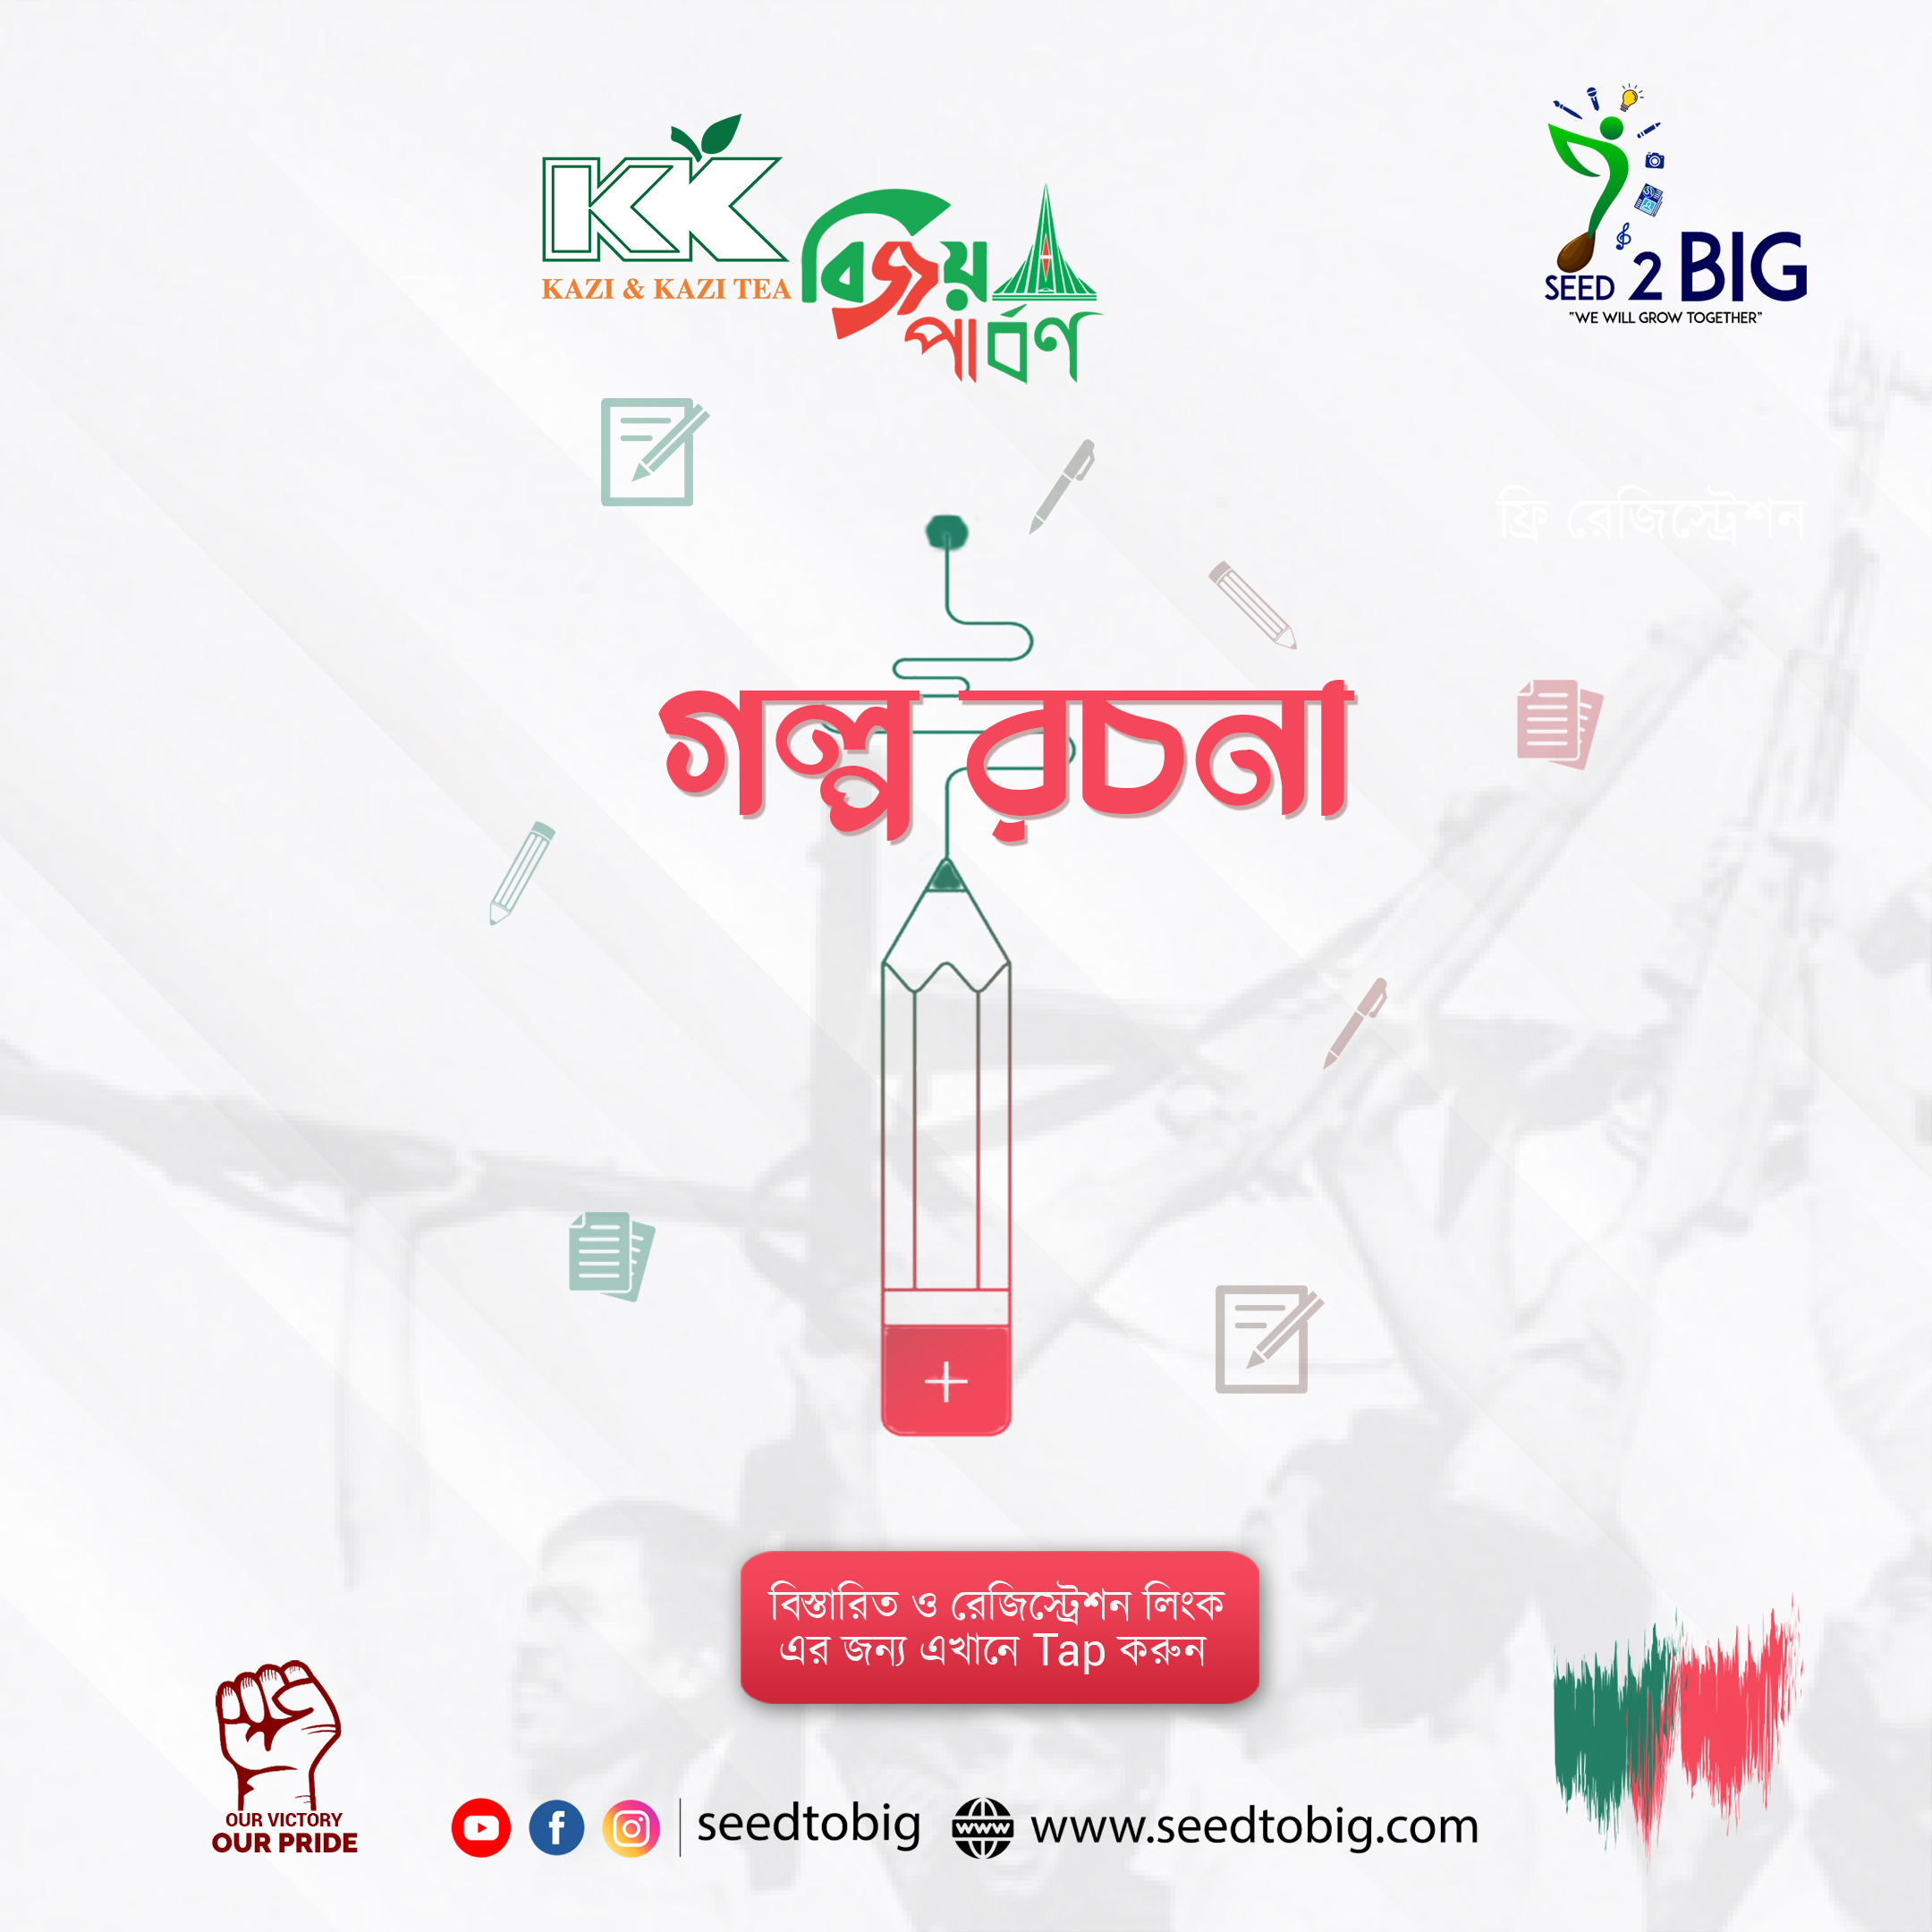 KK
KAZI & KAZI TEA
বিজয়
পার্বণ
SEED 2 BIG
"WE WILL GROW TOGETHER"
ফ্রি রেজিস্ট্রেশন
গল্প রচনা
বিস্তারিত ও রেজিস্ট্রেশন লিংক
এর জন্য এখানে Tap করুন
OUR VICTORY
OUR PRIDE
seedtobig
www
www.seedtobig.com